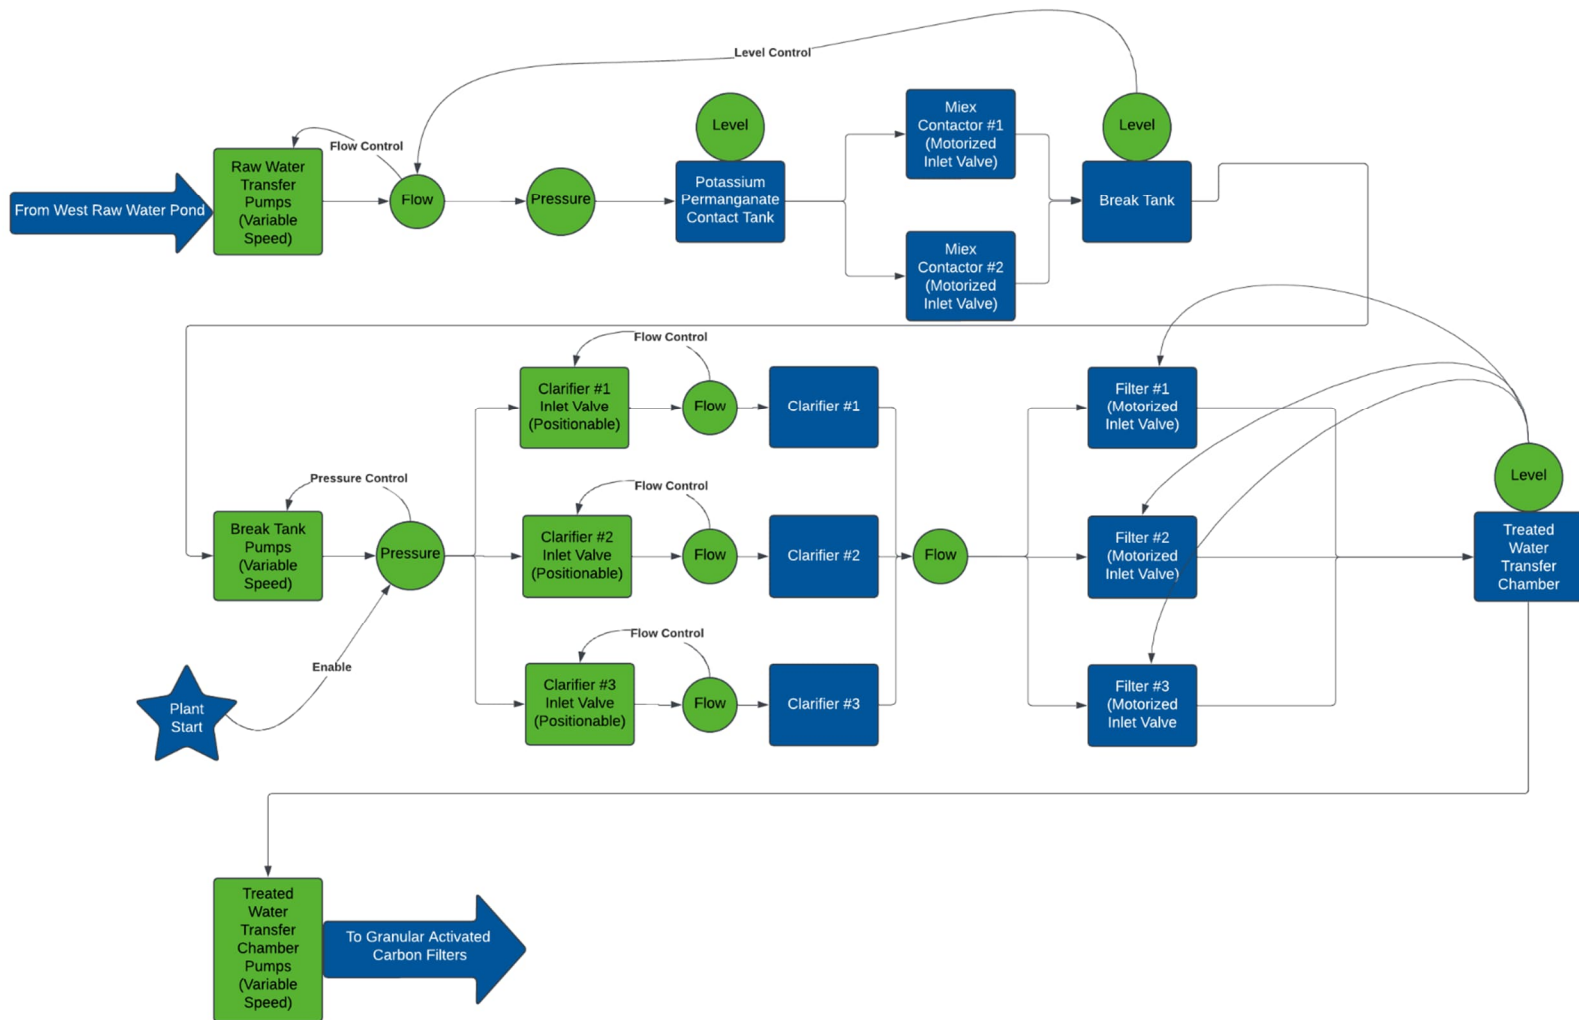 Level Control
Level
Miex
Contactor #1
(Motorized
Inlet Valve)
Level
Flow Control
Raw Water
Transfer
Pumps
(Variable
Speed)
From West Raw Water Pond
Flow
Pressure
Potassium
Permanganate
Contact Tank
Break Tank
Miex
Contactor #2
(Motorized
Inlet Valve)
Flow Control
Clarifier #1
Inlet Valve
(Positionable)
Flow
Clarifier #1
Filter #1
(Motorized
Inlet Valve)
Level
Pressure Control
Flow Control
Break Tank
Pumps
(Variable
Speed)
Pressure
Clarifier #2
Inlet Valve
(Positionable)
Flow
Clarifier #2
Flow
Filter #2
(Motorized
Inlet Valve)
Treated
Water
Transfer
Chamber
Flow Control
Enable
Plant
Start
Clarifier #3
Inlet Valve
(Positionable)
Flow
Clarifier #3
Filter #3
(Motorized
Inlet Valve
Treated
Water
Transfer
Chamber
Pumps
(Variable
Speed)
To Granular Activated
Carbon Filters